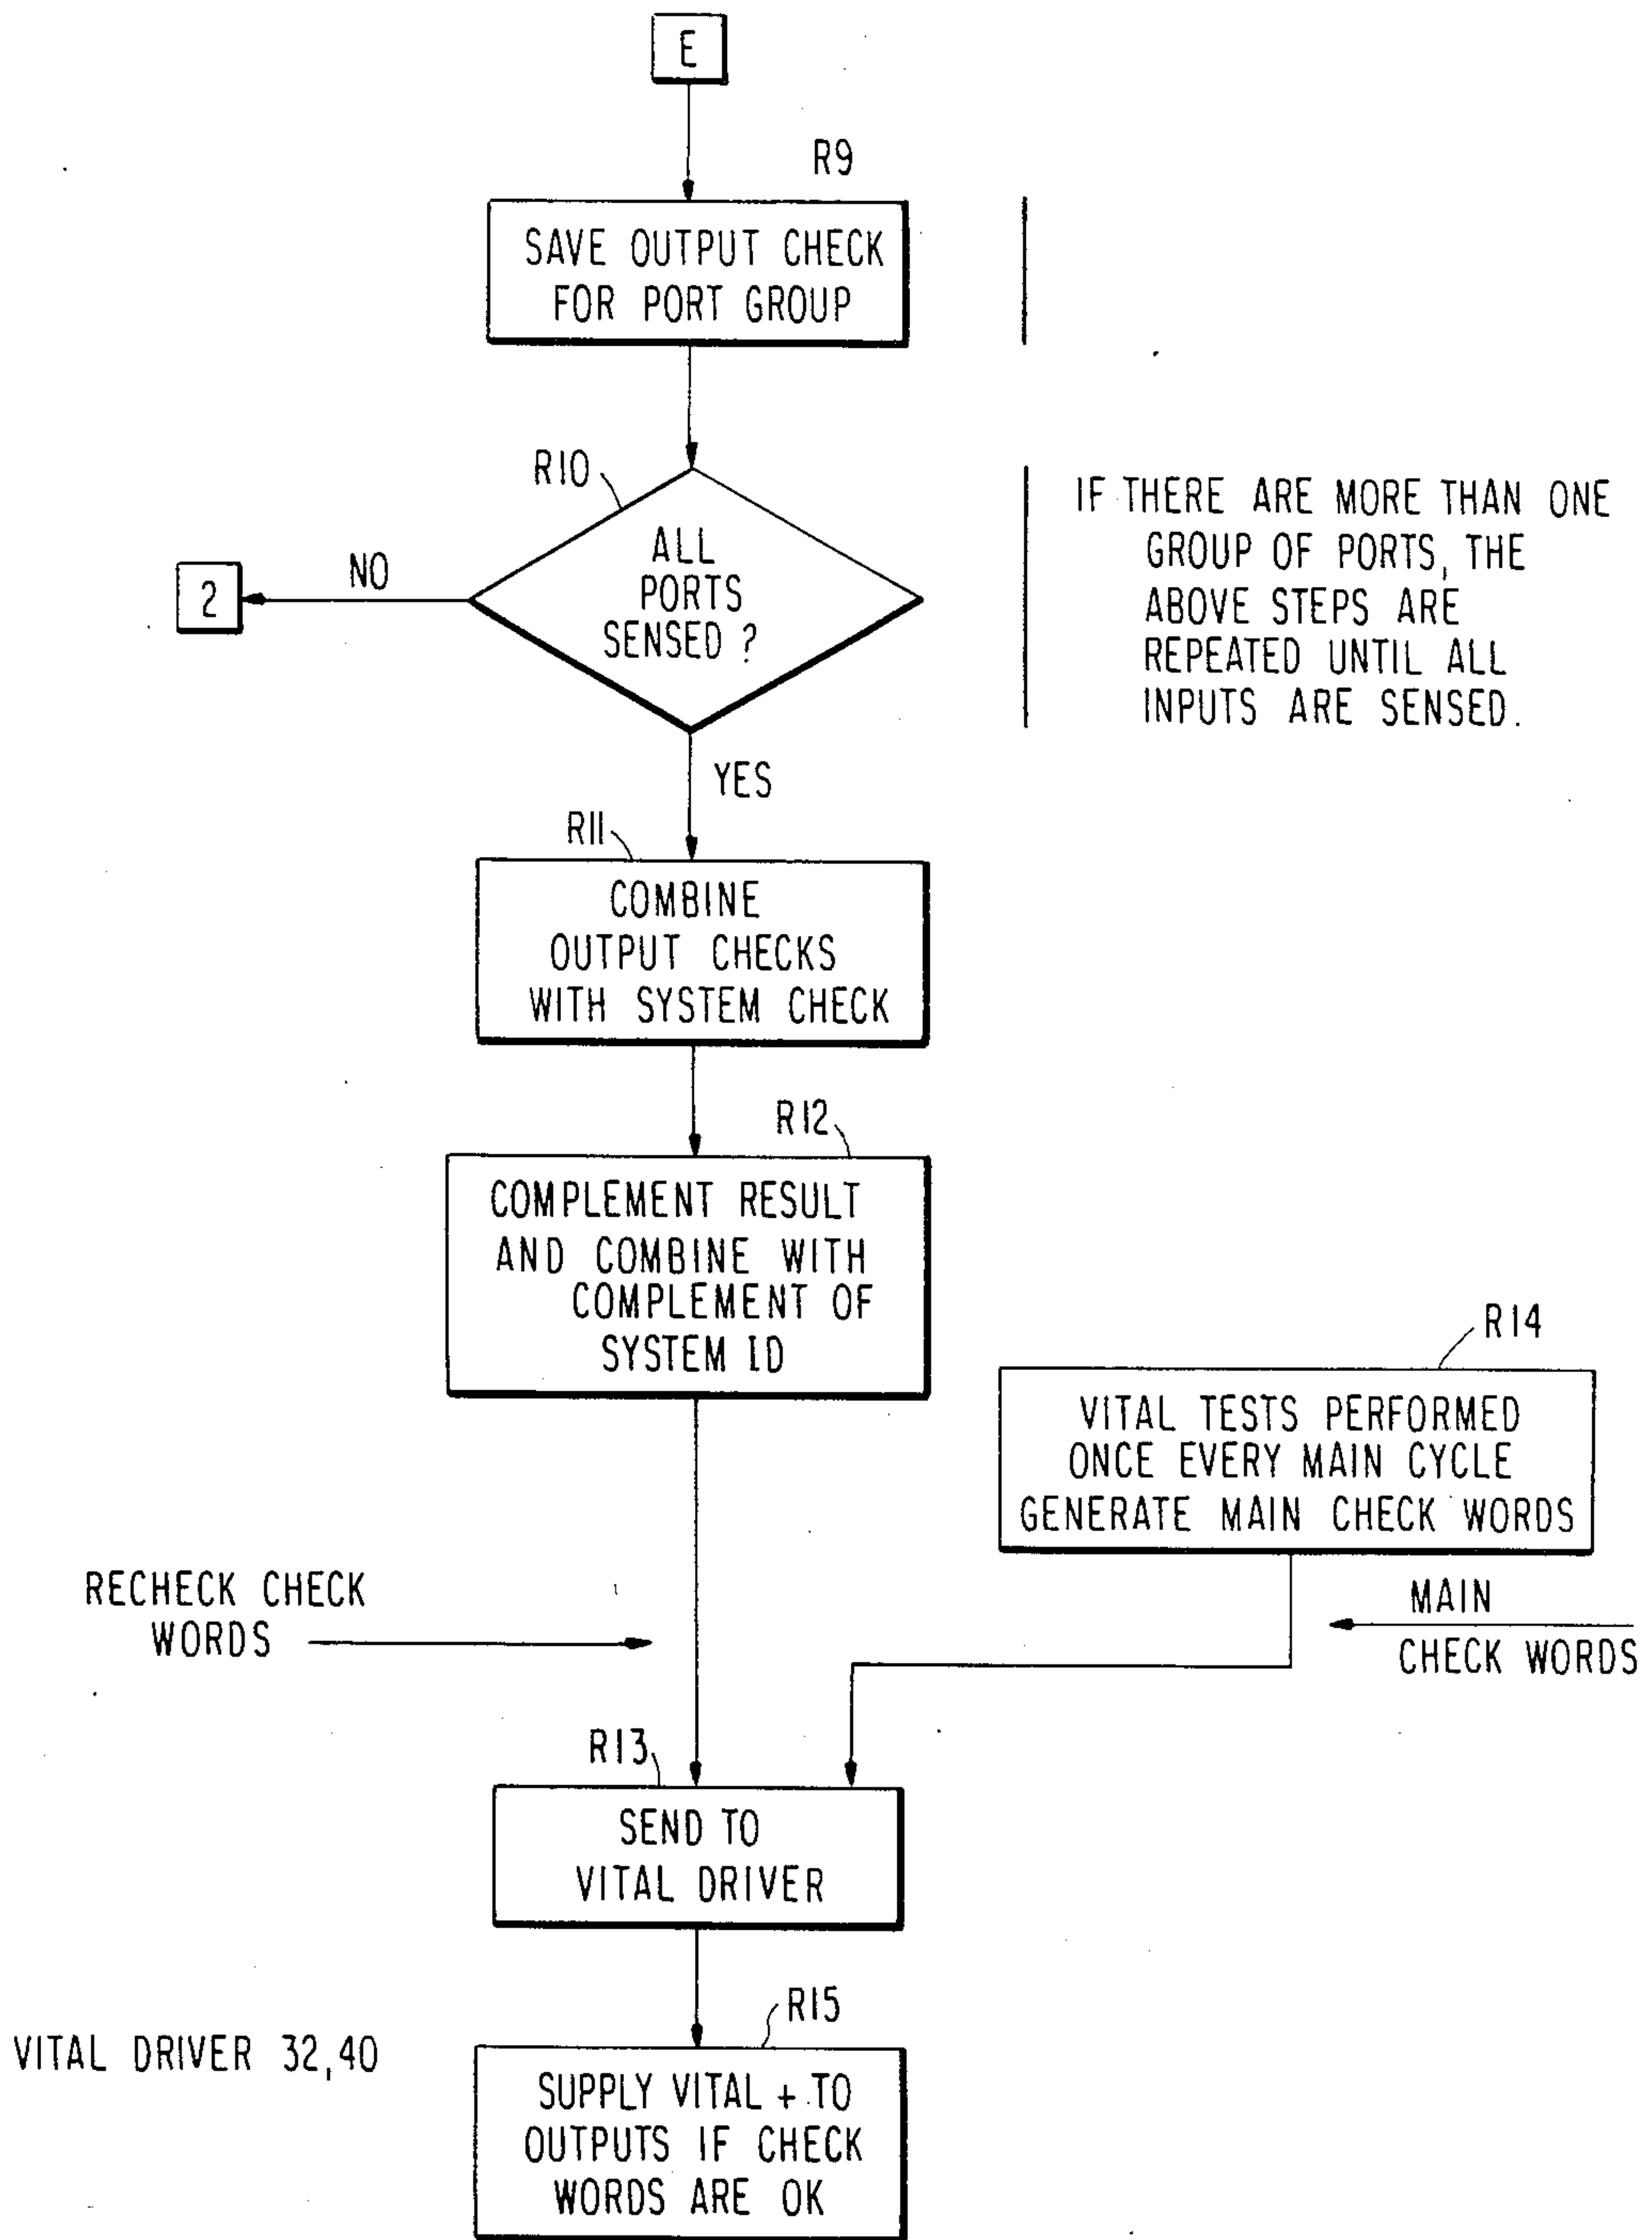 E
R9
SAVE OUTPUT CHECK
FOR PORT GROUP
R10
ALL
PORTS
SENSED ?
NO
2
IF THERE ARE MORE THAN ONE
GROUP OF PORTS, THE
ABOVE STEPS ARE
REPEATED UNTIL ALL
INPUTS ARE SENSED.
YES
R11
COMBINE
OUTPUT CHECKS
WITH SYSTEM CHECK
R12
COMPLEMENT RESULT
AND COMBINE WITH
COMPLEMENT OF
SYSTEM ID
R14
VITAL TESTS PERFORMED
ONCE EVERY MAIN CYCLE
GENERATE MAIN CHECK WORDS
RECHECK CHECK
WORDS
MAIN
CHECK WORDS
R13
SEND TO
VITAL DRIVER
R15
VITAL DRIVER 32,40
SUPPLY VITAL + TO
OUTPUTS IF CHECK
WORDS ARE OK